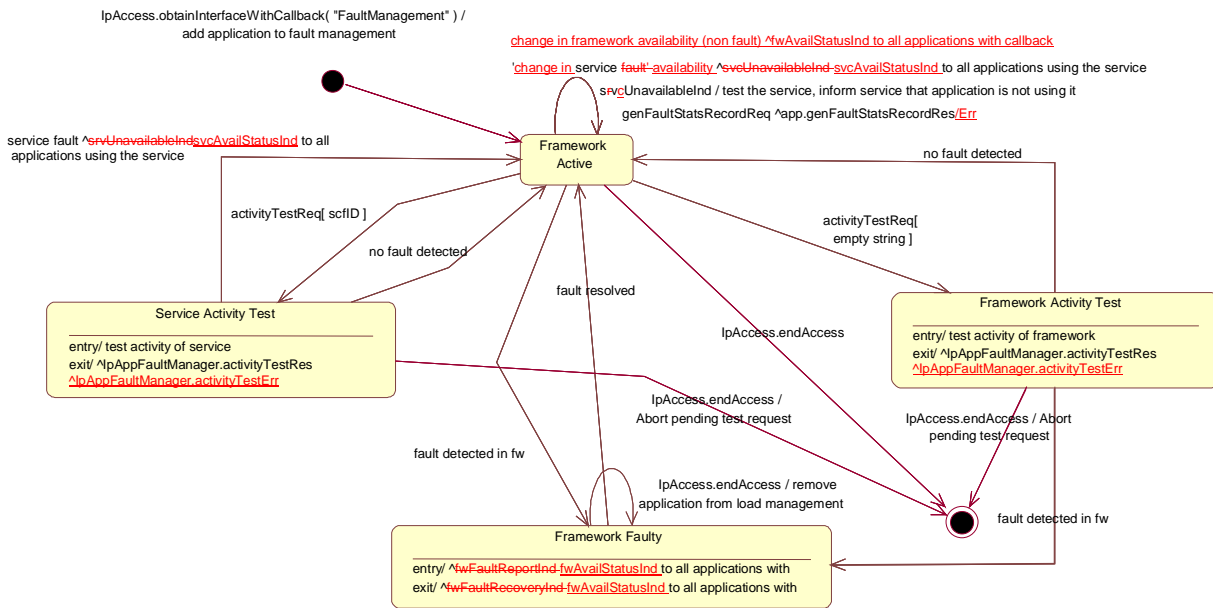 IpAccess.obtainInterfaceWithCallback( "FaultManagement" ) /
add application to fault management
change in framework availability (non fault) ^fwAvailStatusInd to all applications with callback
'change in service fault' availability ^svcUnavailableInd svcAvailStatusInd to all applications using the service
srvcUnavailableInd / test the service, inform service that application is not using it
genFaultStatsRecordReq ^app.genFaultStatsRecordRes/Err
service fault ^srvUnavailableIndsvcAvailStatusInd to all
applications using the service
Framework
Active
no fault detected
activityTestReq[ scfID ]
activityTestReq[
empty string ]
no fault detected
fault resolved
Service Activity Test
entry/ test activity of service
exit/ ^IpAppFaultManager.activityTestRes
^IpAppFaultManager.activityTestErr
Framework Activity Test
entry/ test activity of framework
exit/ ^IpAppFaultManager.activityTestRes
^IpAppFaultManager.activityTestErr
IpAccess.endAccess
IpAccess.endAccess /
Abort pending test request
IpAccess.endAccess / Abort
pending test request
fault detected in fw
IpAccess.endAccess / remove
application from load management
fault detected in fw
Framework Faulty
entry/ ^fwFaultReportInd fwAvailStatusInd to all applications with
exit/ ^fwFaultRecoveryInd fwAvailStatusInd to all applications with